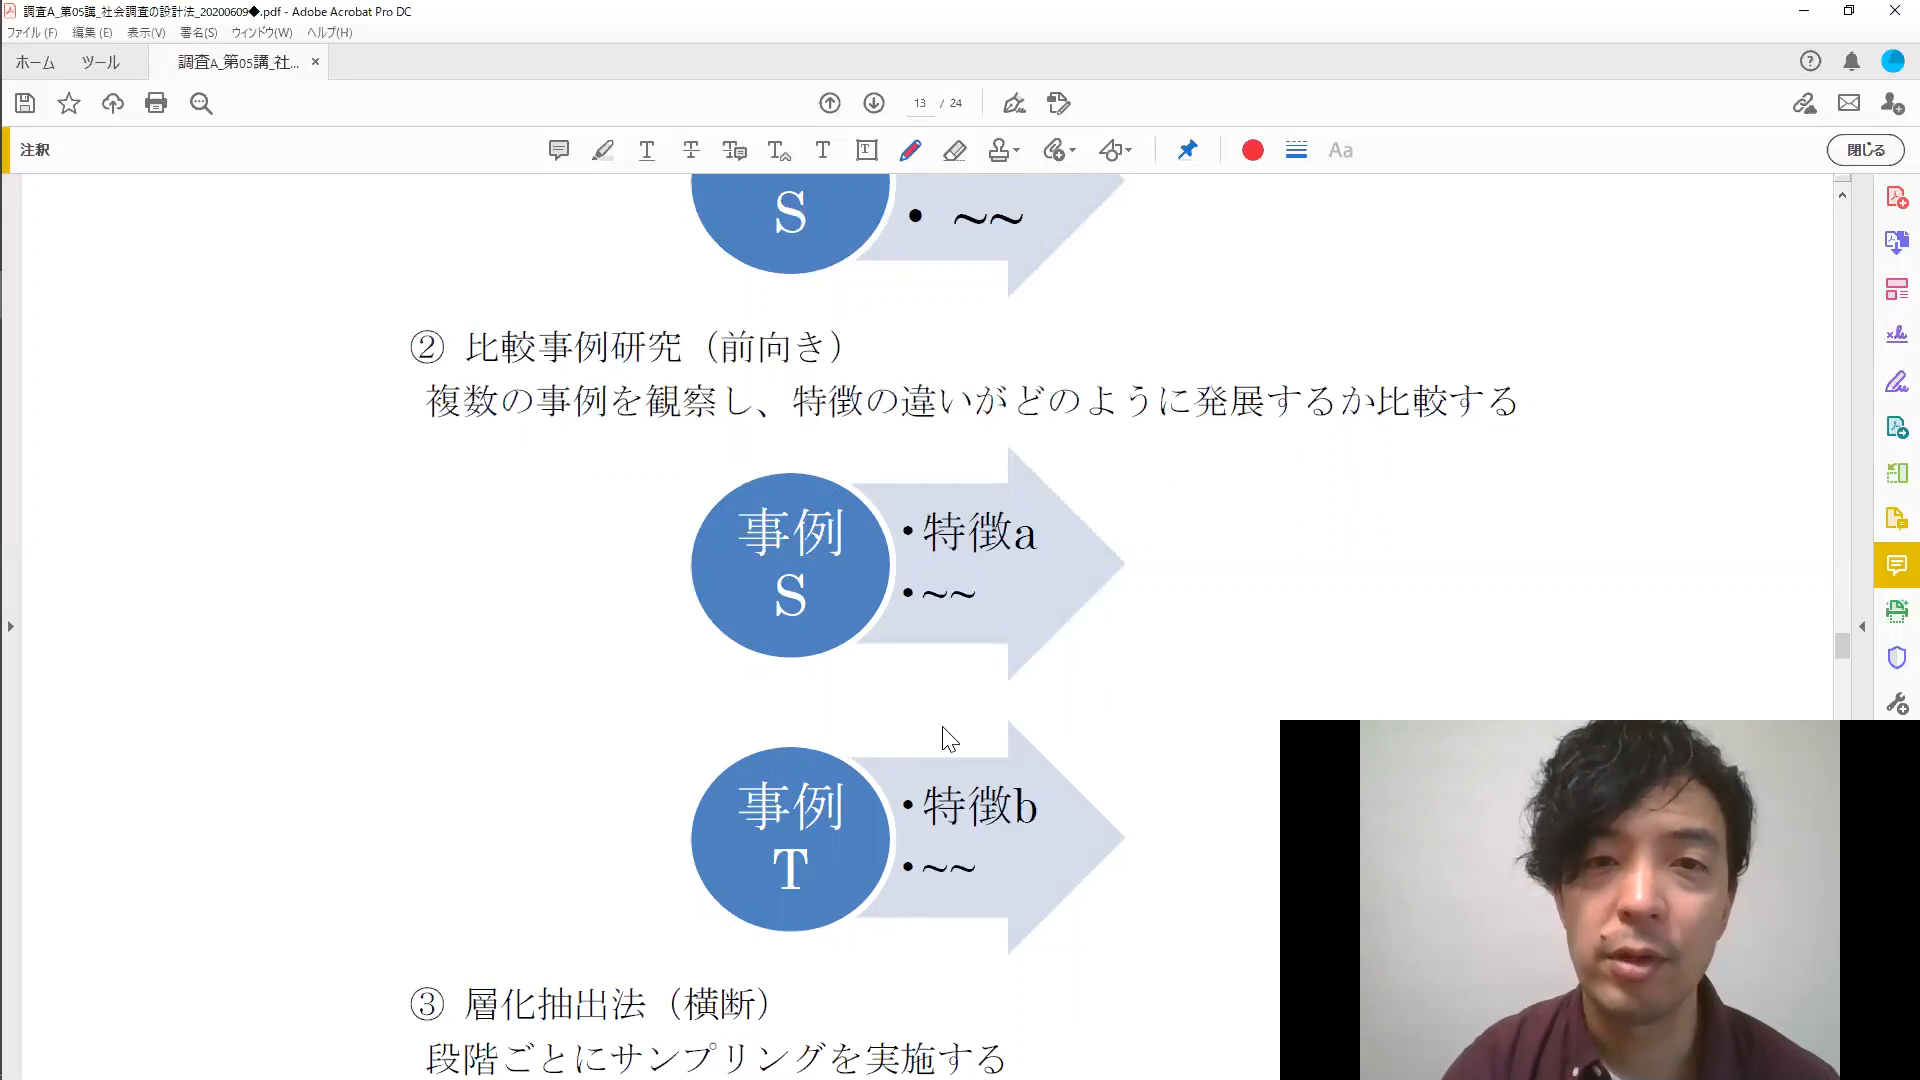 調査A_第05講_社会調査の設計法_20200609◆.pdf - Adobe Acrobat Pro DC
ファイル(F) 編集(E) 表示(V) 署名(S) ウィンドウ(W) ヘルプ(H)
ホーム ツール 調査A_第05講_社... ×
13 / 24
注釈 Aa 閉じる
S
• ~~
② 比較事例研究（前向き）
複数の事例を観察し、特徴の違いがどのように発展するか比較する
事例
S
•特徴a
•~~
事例
T
•特徴b
•~~
③ 層化抽出法（横断）
段階ごとにサンプリングを実施する